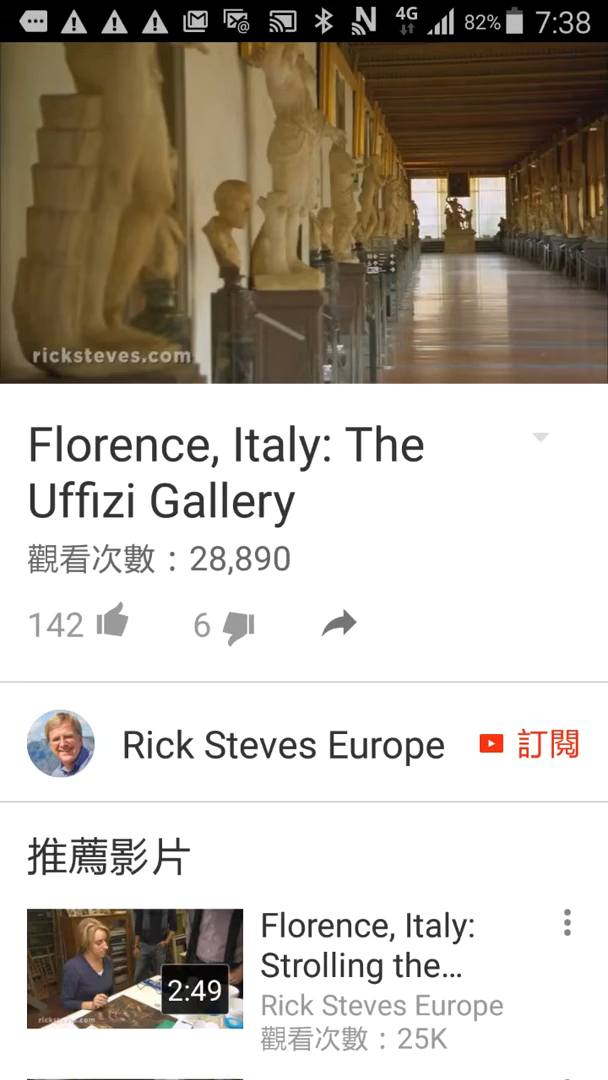 4G 82% 7:38
ricksteves.com
Florence, Italy: The
Uffizi Gallery
觀看次數：28,890
142 6
Rick Steves Europe 訂閱
推薦影片
Florence, Italy:
Strolling the…
2:49
Rick Steves Europe
ricksteves.com
觀看次數：25K